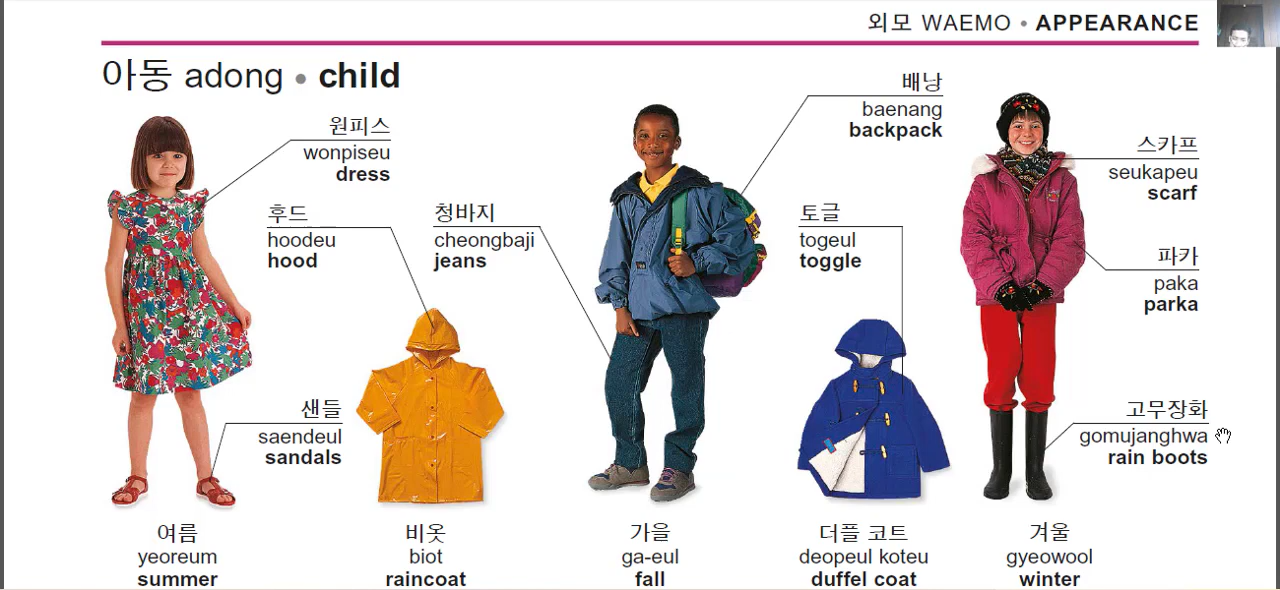 외모 WAEMO • APPEARANCE
아동 adong • child
원피스
wonpiseu
dress
후드
hoodeu
hood
청바지
cheongbaji
jeans
배낭
baenang
backpack
토글
togeul
toggle
스카프
seukapeu
scarf
파카
paka
parka
샌들
saendeul
sandals
고무장화
gomujanghwa
rain boots
여름
yeoreum
summer
비옷
biot
raincoat
가을
ga-eul
fall
더플 코트
deopeul koteu
duffel coat
겨울
gyeowool
winter